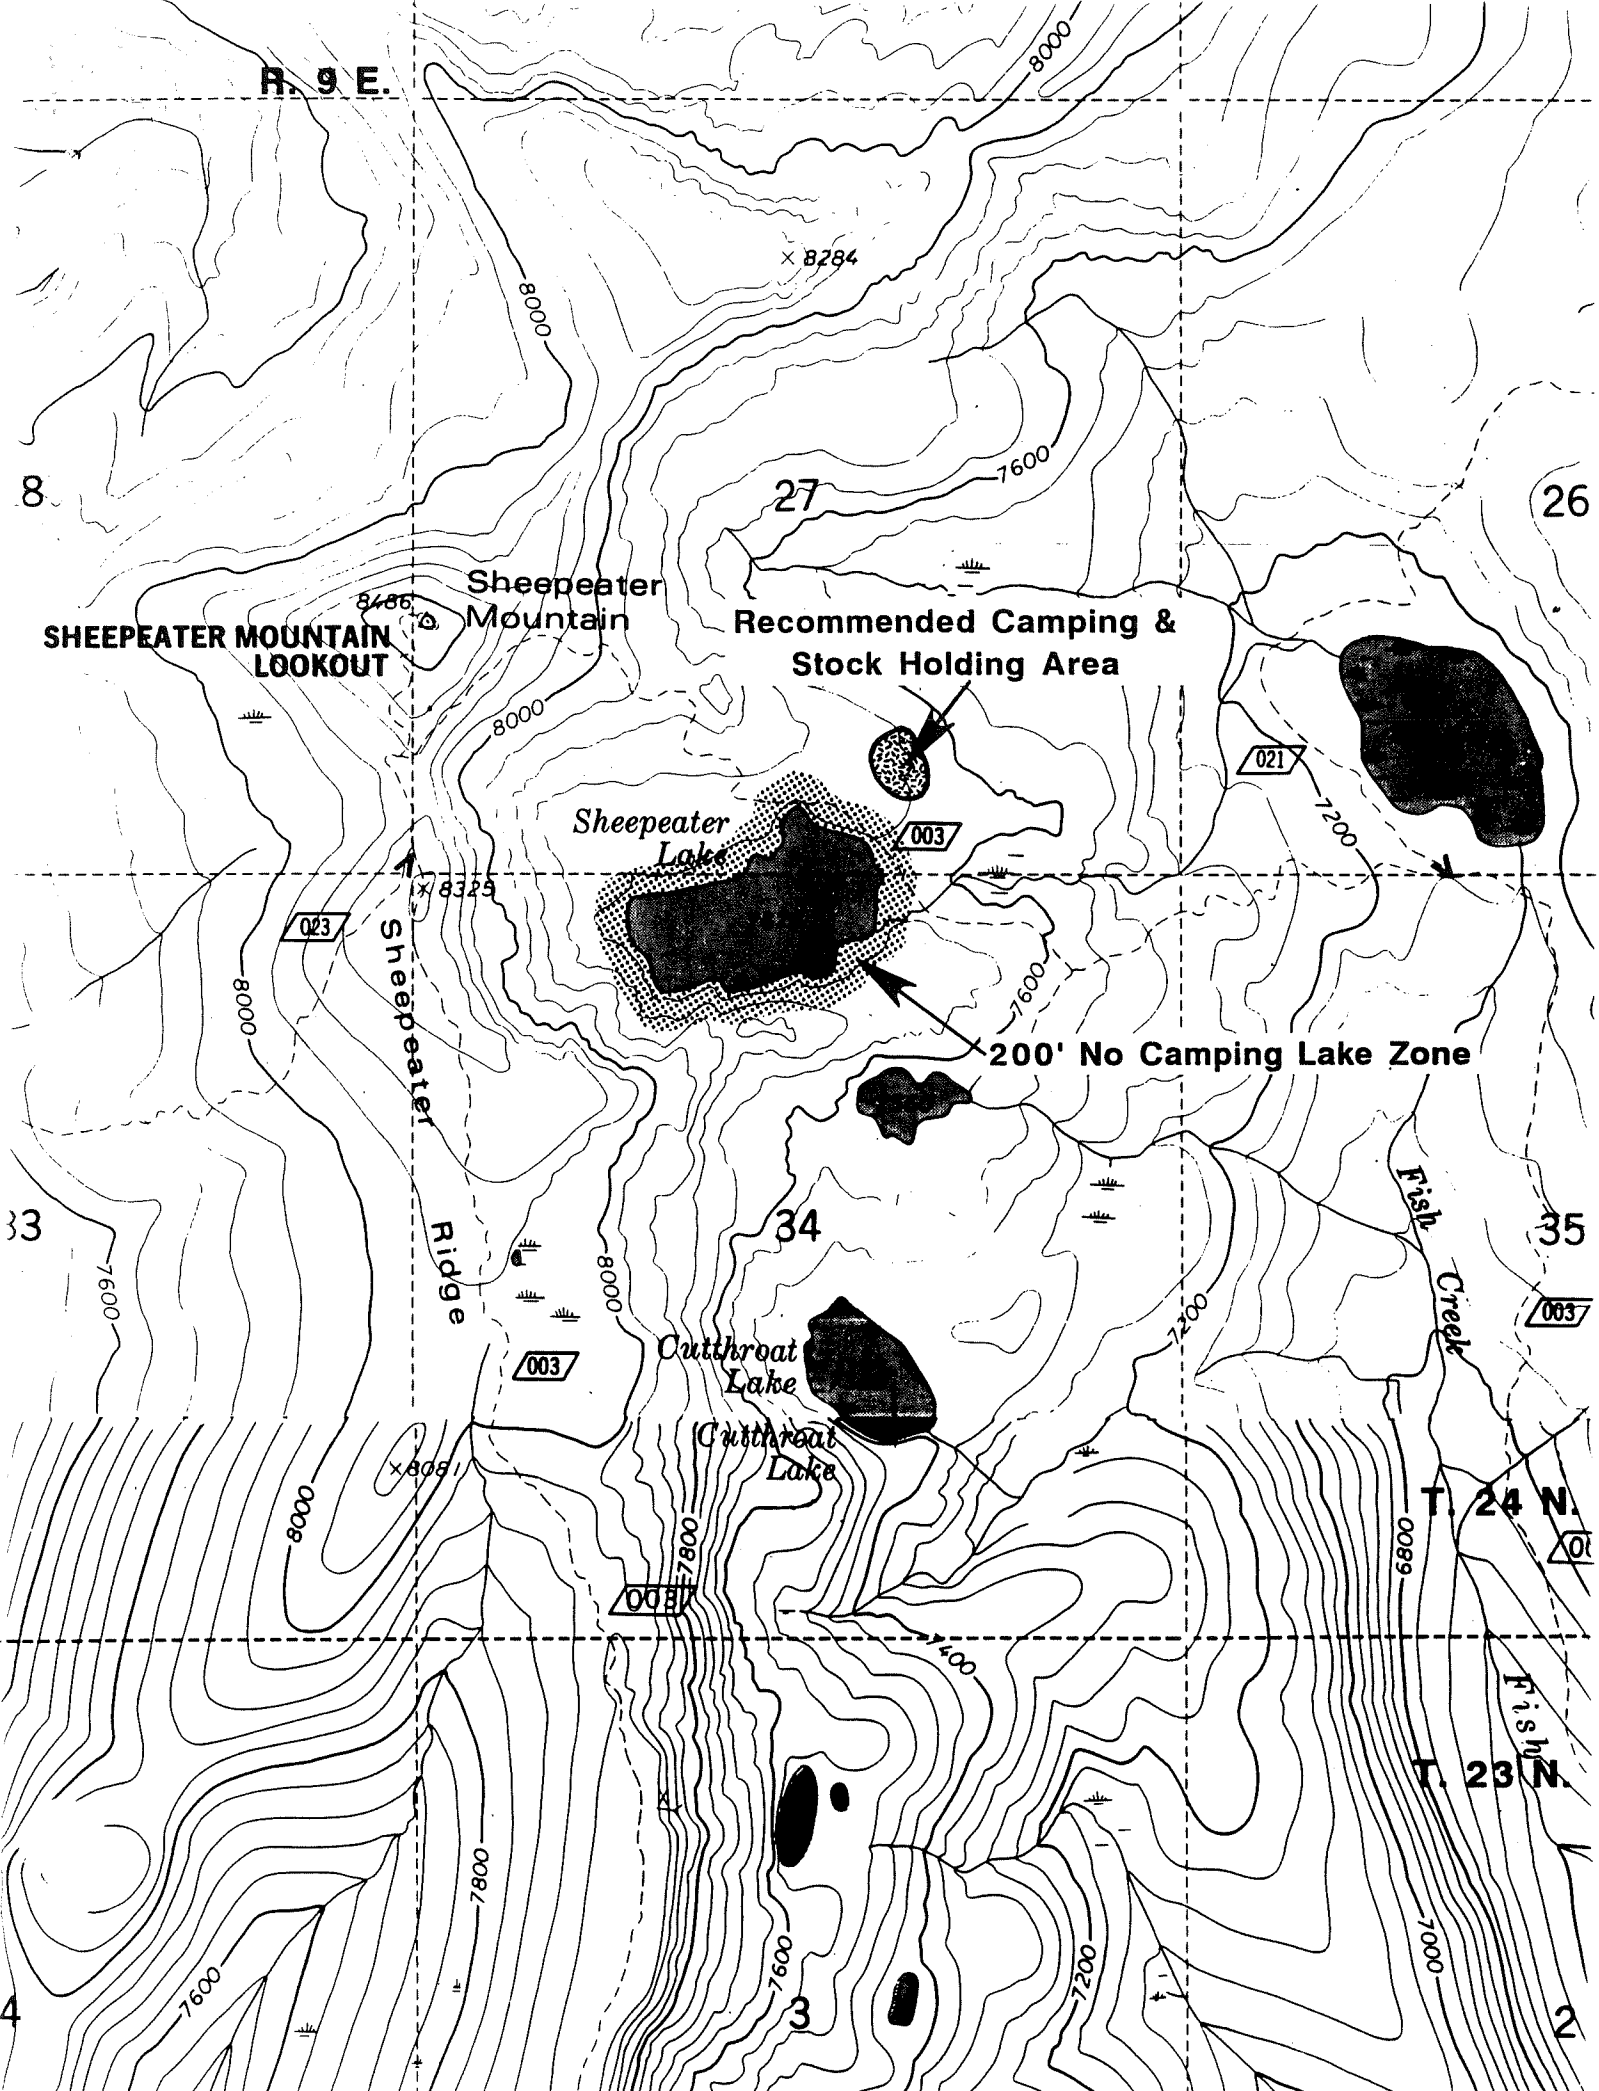 8000
R. 9 E.
× 8284
8000
7600
8
27
26
Sheepeater
Mountain
8486
SHEEPEATER MOUNTAIN
LOOKOUT
Recommended Camping &
Stock Holding Area
8000
021
7200
Sheepeater
Lake
003
× 8325
023
Sheepeater
Ridge
8000
7600
200' No Camping Lake Zone
Fish
Creek
34
35
7600
8000
7200
003
Cutthroat
Lake
003
Cutthroat
Lake
×8081
8000
7800
T. 24 N.
6800
003
7400
Fish
T. 23 N.
7800
7600
7600
7200
7000
4
3
2